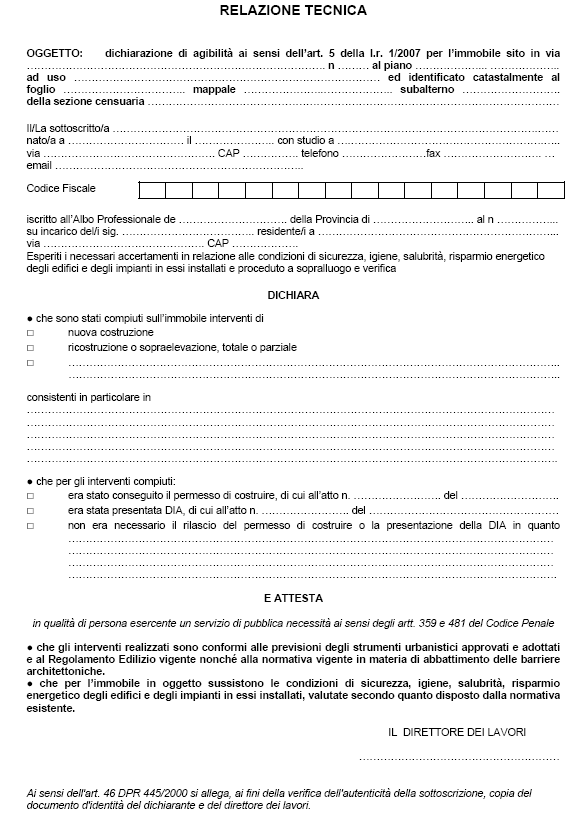 RELAZIONE TECNICA
OGGETTO: dichiarazione di agibilità ai sensi dell'art. 5 della l.r. 1/2007 per l'immobile sito in via
………………………………………………………………………………… n ……… al piano ………………… …………………
ad uso …………………………………………………………………………… ed identificato catastalmente al
foglio ……………………………… mappale ……………………………………… subalterno …………………………
della sezione censuaria ………………………………………………………………………………………………………………
Il/La sottoscritto/a ………………………………………………………………………………………………………………………
nato/a a ……………………………… il …………………… con studio a …………………………………………………………
via …………………………………………… CAP …………… telefono ……………………fax ………………………… …
email …………………………………………………………………
Codice Fiscale
iscritto all'Albo Professionale de ………………………… della Provincia di ………………………… al n ………………
su incarico del/i sig. ………………………………… residente/i a ………………………………………………………………
via ………………………………………… CAP ………………
Esperiti i necessari accertamenti in relazione alle condizioni di sicurezza, igiene, salubrità, risparmio energetico
degli edifici e degli impianti in essi installati e proceduto a sopralluogo e verifica
DICHIARA
● che sono stati compiuti sull'immobile interventi di
□ nuova costruzione
□ ricostruzione o sopraelevazione, totale o parziale
□ …………………………………………………………………………………………………………………………………
…………………………………………………………………………………………………………………………………
consistenti in particolare in
……………………………………………………………………………………………………………………………………………
……………………………………………………………………………………………………………………………………………
……………………………………………………………………………………………………………………………………………
……………………………………………………………………………………………………………………………………………
● che per gli interventi compiuti:
□ era stato conseguito il permesso di costruire, di cui all'atto n. …………………… del ………………………
□ era stata presentata DIA, di cui all'atto n. …………………… del ………………………………………………
□ non era necessario il rilascio del permesso di costruire o la presentazione della DIA in quanto
…………………………………………………………………………………………………………………………………
…………………………………………………………………………………………………………………………………
…………………………………………………………………………………………………………………………………
…………………………………………………………………………………………………………………………………
E ATTESTA
in qualità di persona esercente un servizio di pubblica necessità ai sensi degli artt. 359 e 481 del Codice Penale
● che gli interventi realizzati sono conformi alle previsioni degli strumenti urbanistici approvati e adottati
e al Regolamento Edilizio vigente nonché alla normativa vigente in materia di abbattimento delle barriere
architettoniche.
● che per l'immobile in oggetto sussistono le condizioni di sicurezza, igiene, salubrità, risparmio
energetico degli edifici e degli impianti in essi installati, valutate secondo quanto disposto dalla normativa
esistente.
IL DIRETTORE DEI LAVORI
……………………………………………………
Ai sensi dell'art. 46 DPR 445/2000 si allega, ai fini della verifica dell'autenticità della sottoscrizione, copia del
documento d'identità del dichiarante e del direttore dei lavori.